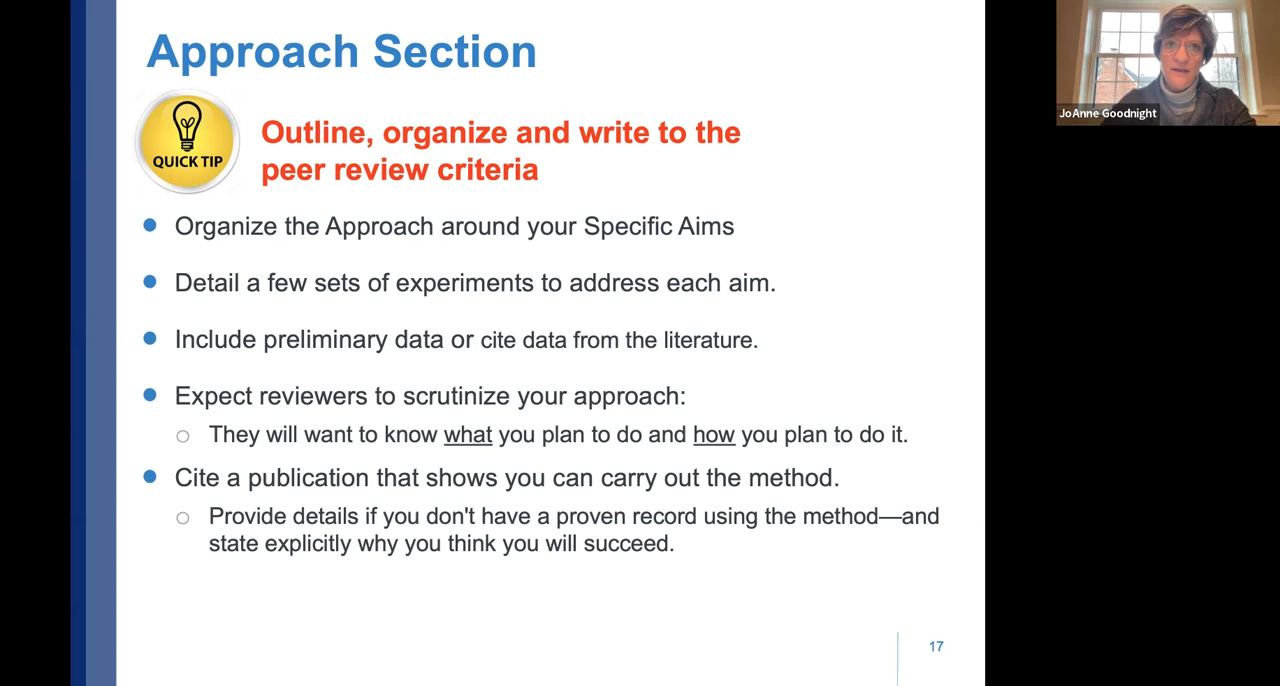 Approach Section
QUICK TIP
Outline, organize and write to the
peer review criteria
Organize the Approach around your Specific Aims
Detail a few sets of experiments to address each aim.
Include preliminary data or cite data from the literature.
Expect reviewers to scrutinize your approach:
They will want to know what you plan to do and how you plan to do it.
Cite a publication that shows you can carry out the method.
Provide details if you don't have a proven record using the method—and
state explicitly why you think you will succeed.
17
JoAnne Goodnight